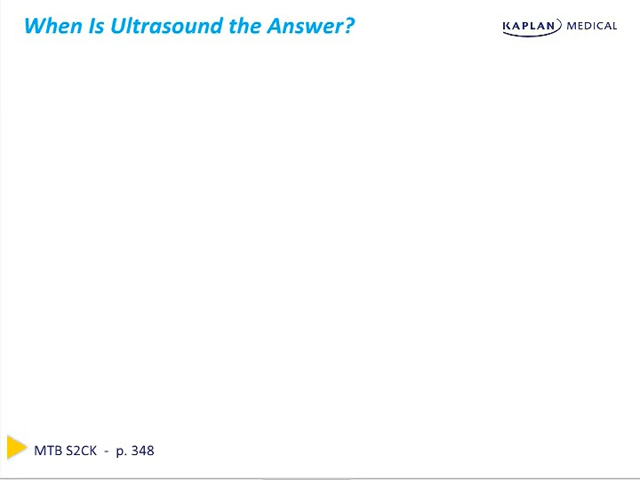 When Is Ultrasound the Answer?
KAPLAN MEDICAL
MTB S2CK - p. 348